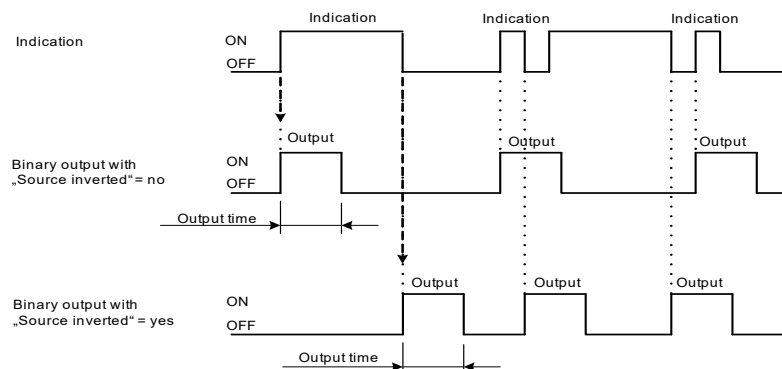 Indication Indication Indication
Indication ON
OFF
Output Output Output
Binary output with
„Source inverted“ = no
ON
OFF
Output time
Output Output Output
Binary output with
„Source inverted“ = yes
ON
OFF
Output time